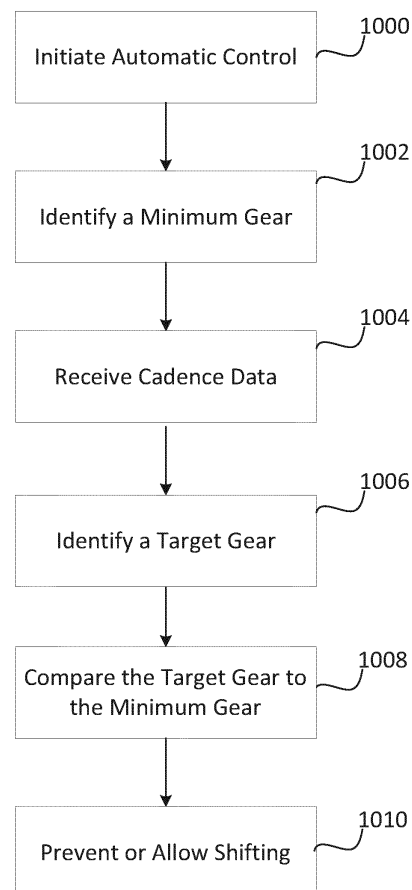 1000
Initiate Automatic Control
1002
Identify a Minimum Gear
1004
Receive Cadence Data
1006
Identify a Target Gear
1008
Compare the Target Gear to
the Minimum Gear
1010
Prevent or Allow Shifting